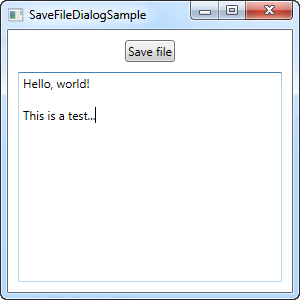 SaveFileDialogSample
Save file
Hello, world!
This is a test...